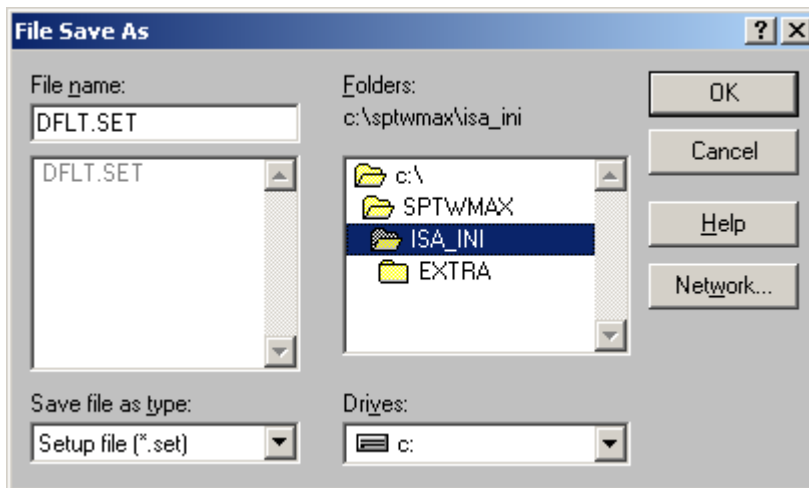 File Save As
File name:
DFLT.SET
DFLT.SET
Save file as type:
Setup file (*.set)
Folders:
c:\sptwmax\isa_ini
c:\
SPTWMAX
ISA_INI
EXTRA
Drives:
c:
OK
Cancel
Help
Network...